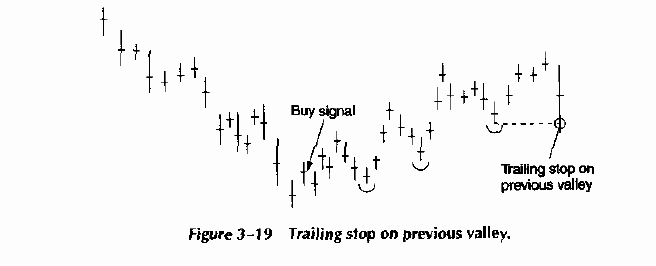 Buy signal
Trailing stop on
previous valley
Figure 3-19 Trailing stop on previous valley.